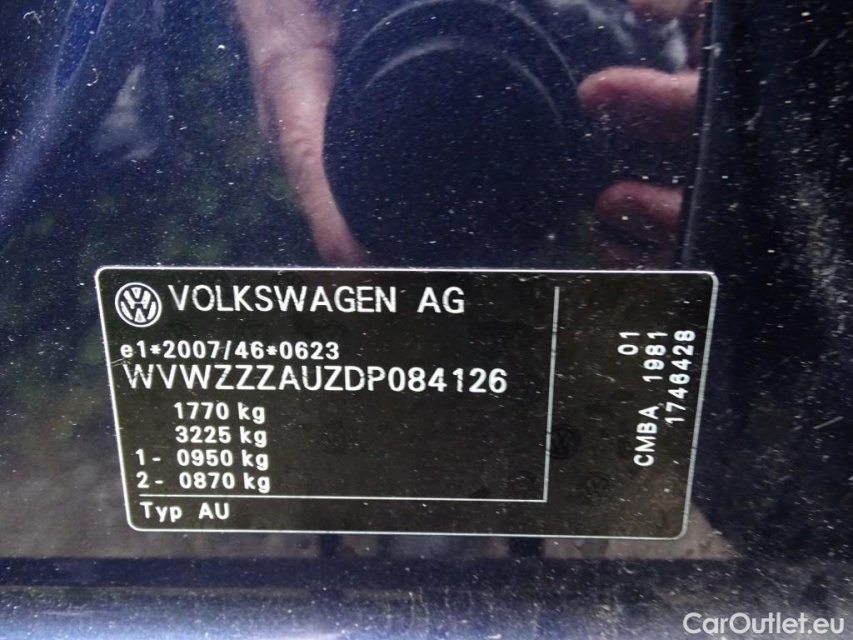 VOLKSWAGEN AG
e1*2007/46*0623
WVWZZZAUZDP084126
1770 kg
3225 kg
1- 0950 kg
2- 0870 kg
Typ AU
01
CMBA 1981
1746428
CarOutlet.eu